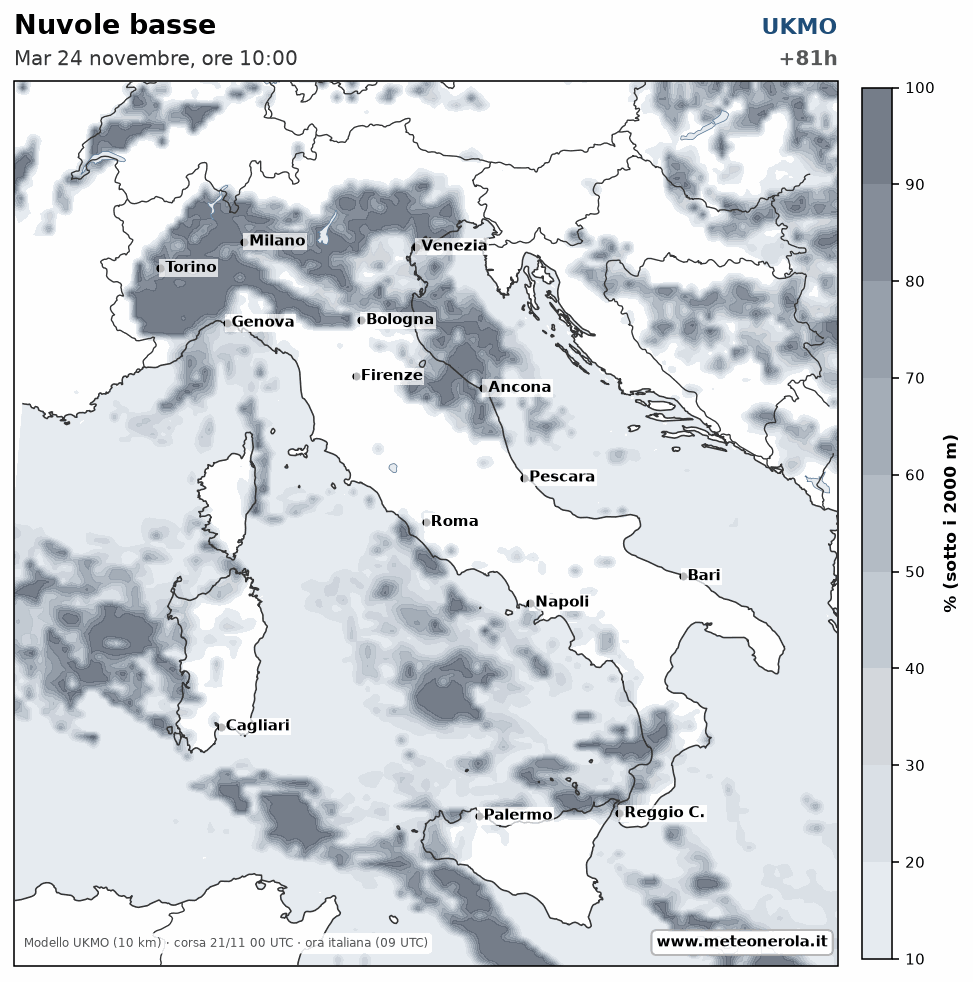 Nuvole basse
UKMO
Mar 24 novembre, ore 10:00
+81h
Milano
Venezia
Torino
Genova
Bologna
Firenze
Ancona
Pescara
Roma
Bari
Napoli
Cagliari
Palermo
Reggio C.
Modello UKMO (10 km) · corsa 21/11 00 UTC · ora italiana (09 UTC)
www.meteonerola.it
100
90
80
70
60
50
40
30
20
10
% (sotto i 2000 m)